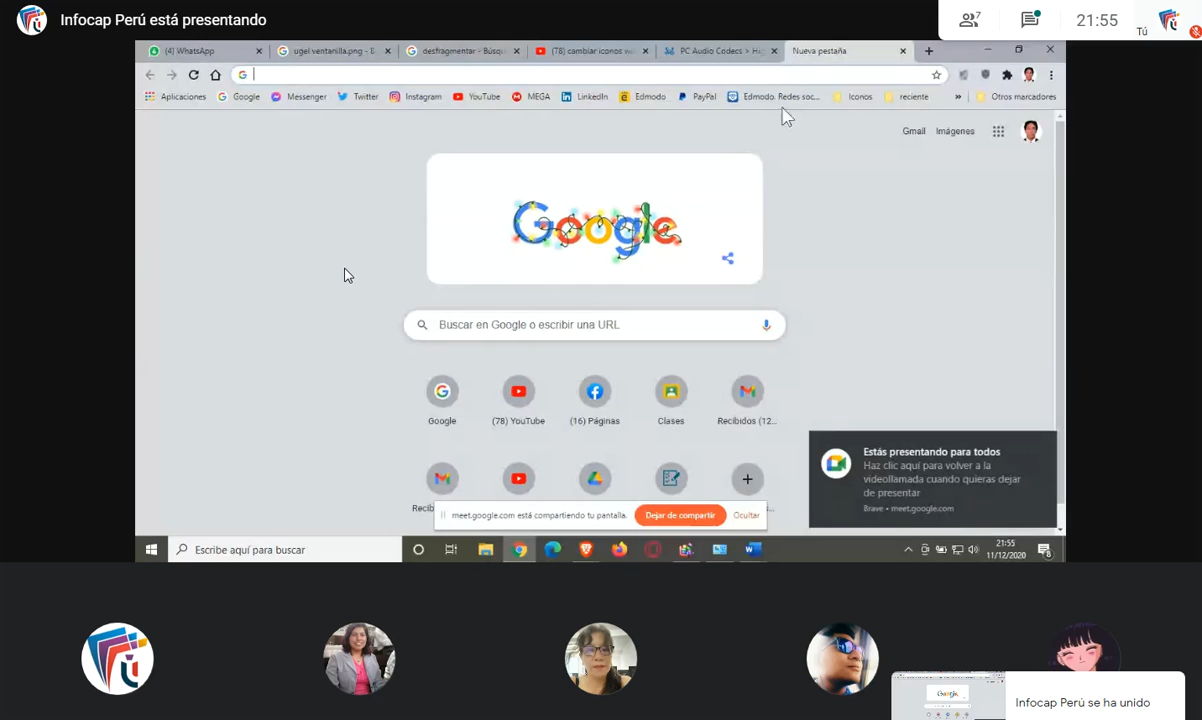 Infocap Perú está presentando
7
21:55
Tú
(4) WhatsApp
ugel ventanilla.png - B
desfragmentar - Búsqu
(78) cambiar iconos w
PC Audio Codecs > Hig
Nueva pestaña
Aplicaciones
Google
Messenger
Twitter
Instagram
YouTube
MEGA
LinkedIn
Edmodo
PayPal
Edmodo. Redes soc...
Iconos
reciente
»
Otros marcadores
Gmail
Imágenes
Google
Buscar en Google o escribir una URL
Google
(78) YouTube
(16) Páginas
Clases
Recibidos (12...
Estás presentando para todos
Haz clic aquí para volver a la
videollamada cuando quieras dejar
de presentar
Brave • meet.google.com
meet.google.com está compartiendo tu pantalla.
Dejar de compartir
Ocultar
Escribe aquí para buscar
21:55
11/12/2020
8
Infocap Perú se ha unido